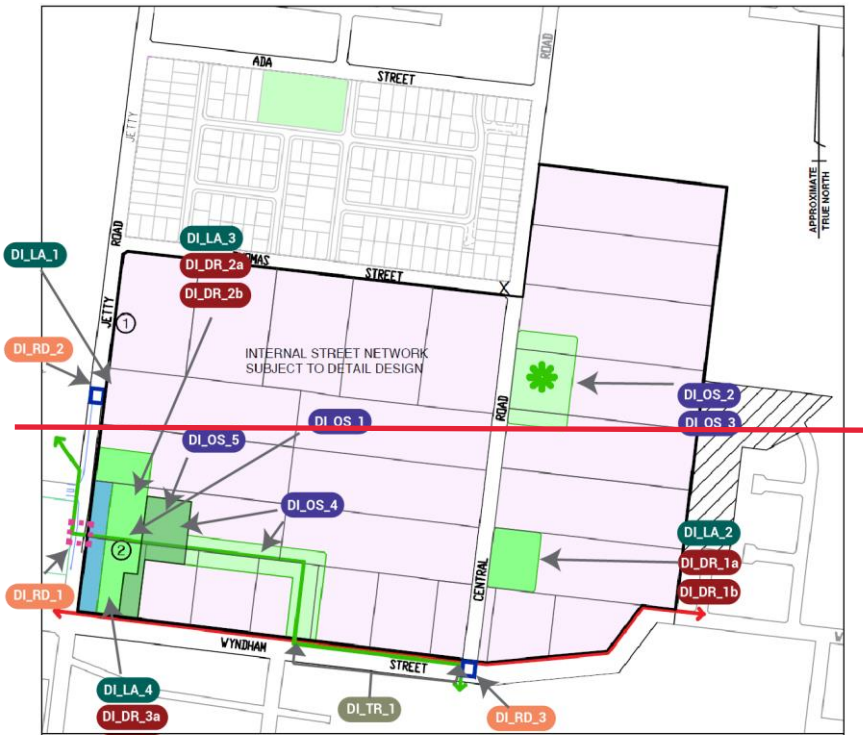 ADA
STREET
ROAD
JETTY
APPROXIMATE
TRUE NORTH
ROAD
DI_LA_3
DI_LA_1
MAS
DI_DR_2a
STREET
DI_DR_2b
X
JETTY
1
DI_RD_2
INTERNAL STREET NETWORK
SUBJECT TO DETAIL DESIGN
DI_OS_2
ROAD
DI_OS_1
DI_OS_3
DI_OS_5
DI_OS_4
DI_LA_2
2
DI_DR_1a
DI_RD_1
CENTRAL
DI_DR_1b
WYNDHAM
STREET
DI_LA_4
DI_TR_1
DI_RD_3
DI_DR_3a